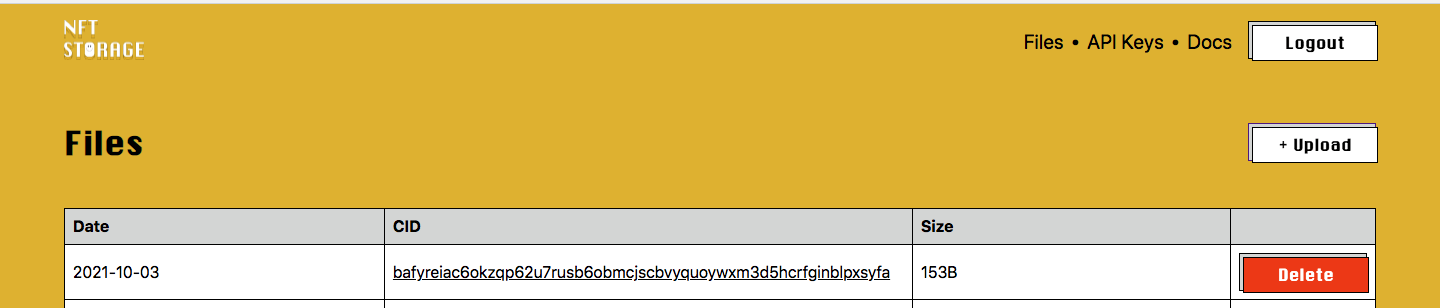 NFT
STORAGE
Files • API Keys • Docs
Logout
Files
+ Upload
Date CID Size
2021-10-03 bafyreiac6okzqp62u7rusb6obmcjscbvyquoywxm3d5hcrfginblpxsyfa 153B Delete